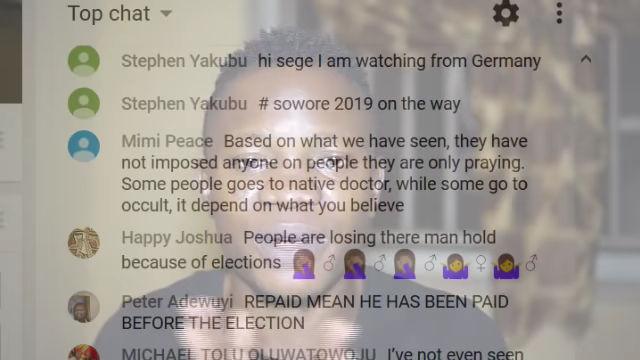 Top chat
Stephen Yakubu hi sege I am watching from Germany
Stephen Yakubu # sowore 2019 on the way
Mimi Peace Based on what we have seen, they have
not imposed anyone on people they are only praying.
Some people goes to native doctor, while some go to
occult, it depend on what you believe
Happy Joshua People are losing there man hold
because of elections 🤦🏾‍♂ 🤦🏾‍♂ 🤦🏾‍♂ 🤷🏾‍♀ 🤷🏾‍♂
Peter Adewuyi REPAID MEAN HE HAS BEEN PAID
BEFORE THE ELECTION
MICHAEL TOLU OLUWATOWOJU I've not even seen